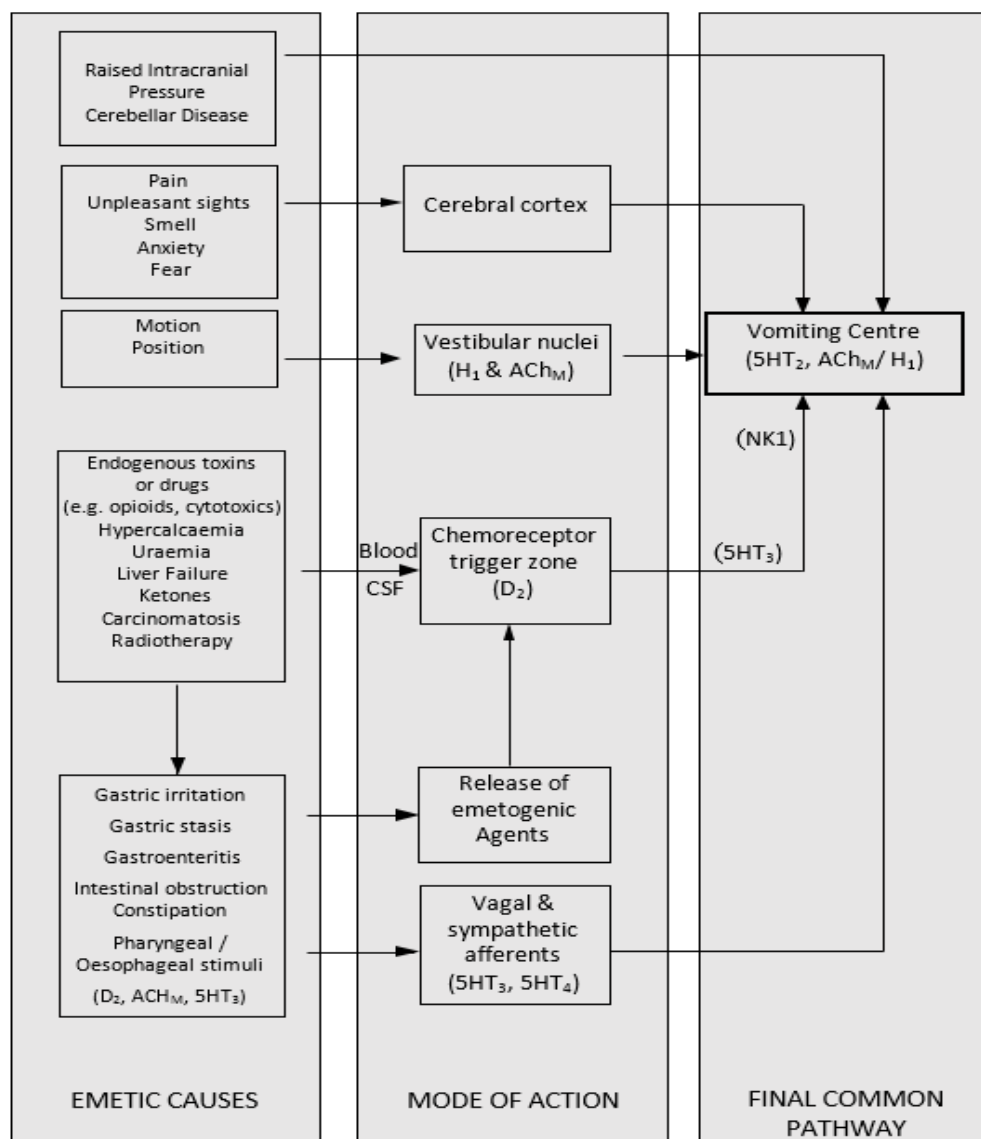 Raised Intracranial
Pressure
Cerebellar Disease
Pain
Unpleasant sights
Smell
Anxiety
Fear
Cerebral cortex
Motion
Position
Vestibular nuclei
(H₁ & AChₘ)
Vomiting Centre
(5HT₂, AChₘ/ H₁)
Endogenous toxins
or drugs
(e.g. opioids, cytotoxics)
Hypercalcaemia
Uraemia
Liver Failure
Ketones
Carcinomatosis
Radiotherapy
Blood
CSF
Chemoreceptor
trigger zone
(D₂)
(NK1)
(5HT₃)
Gastric irritation
Gastric stasis
Gastroenteritis
Intestinal obstruction
Constipation
Pharyngeal /
Oesophageal stimuli
(D₂, ACHₘ, 5HT₃)
Release of
emetogenic
Agents
Vagal &
sympathetic
afferents
(5HT₃, 5HT₄)
EMETIC CAUSES
MODE OF ACTION
FINAL COMMON
PATHWAY